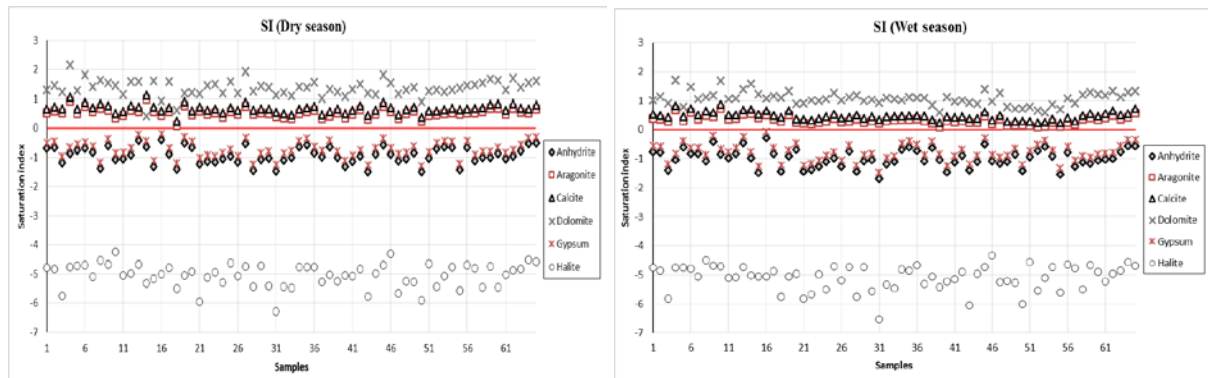 SI (Dry season)
3
2
1
0
-1
-2
-3
-4
-5
-6
-7
Saturation index
1 6 11 16 21 26 31 36 41 46 51 56 61
Samples
Anhydrite
Aragonite
Calcite
Dolomite
Gypsum
Halite
SI (Wet season)
3
2
1
0
-1
-2
-3
-4
-5
-6
-7
Saturation index
1 6 11 16 21 26 31 36 41 46 51 56 61
Samples
Anhydrite
Aragonite
Calcite
Dolomite
Gypsum
Halite